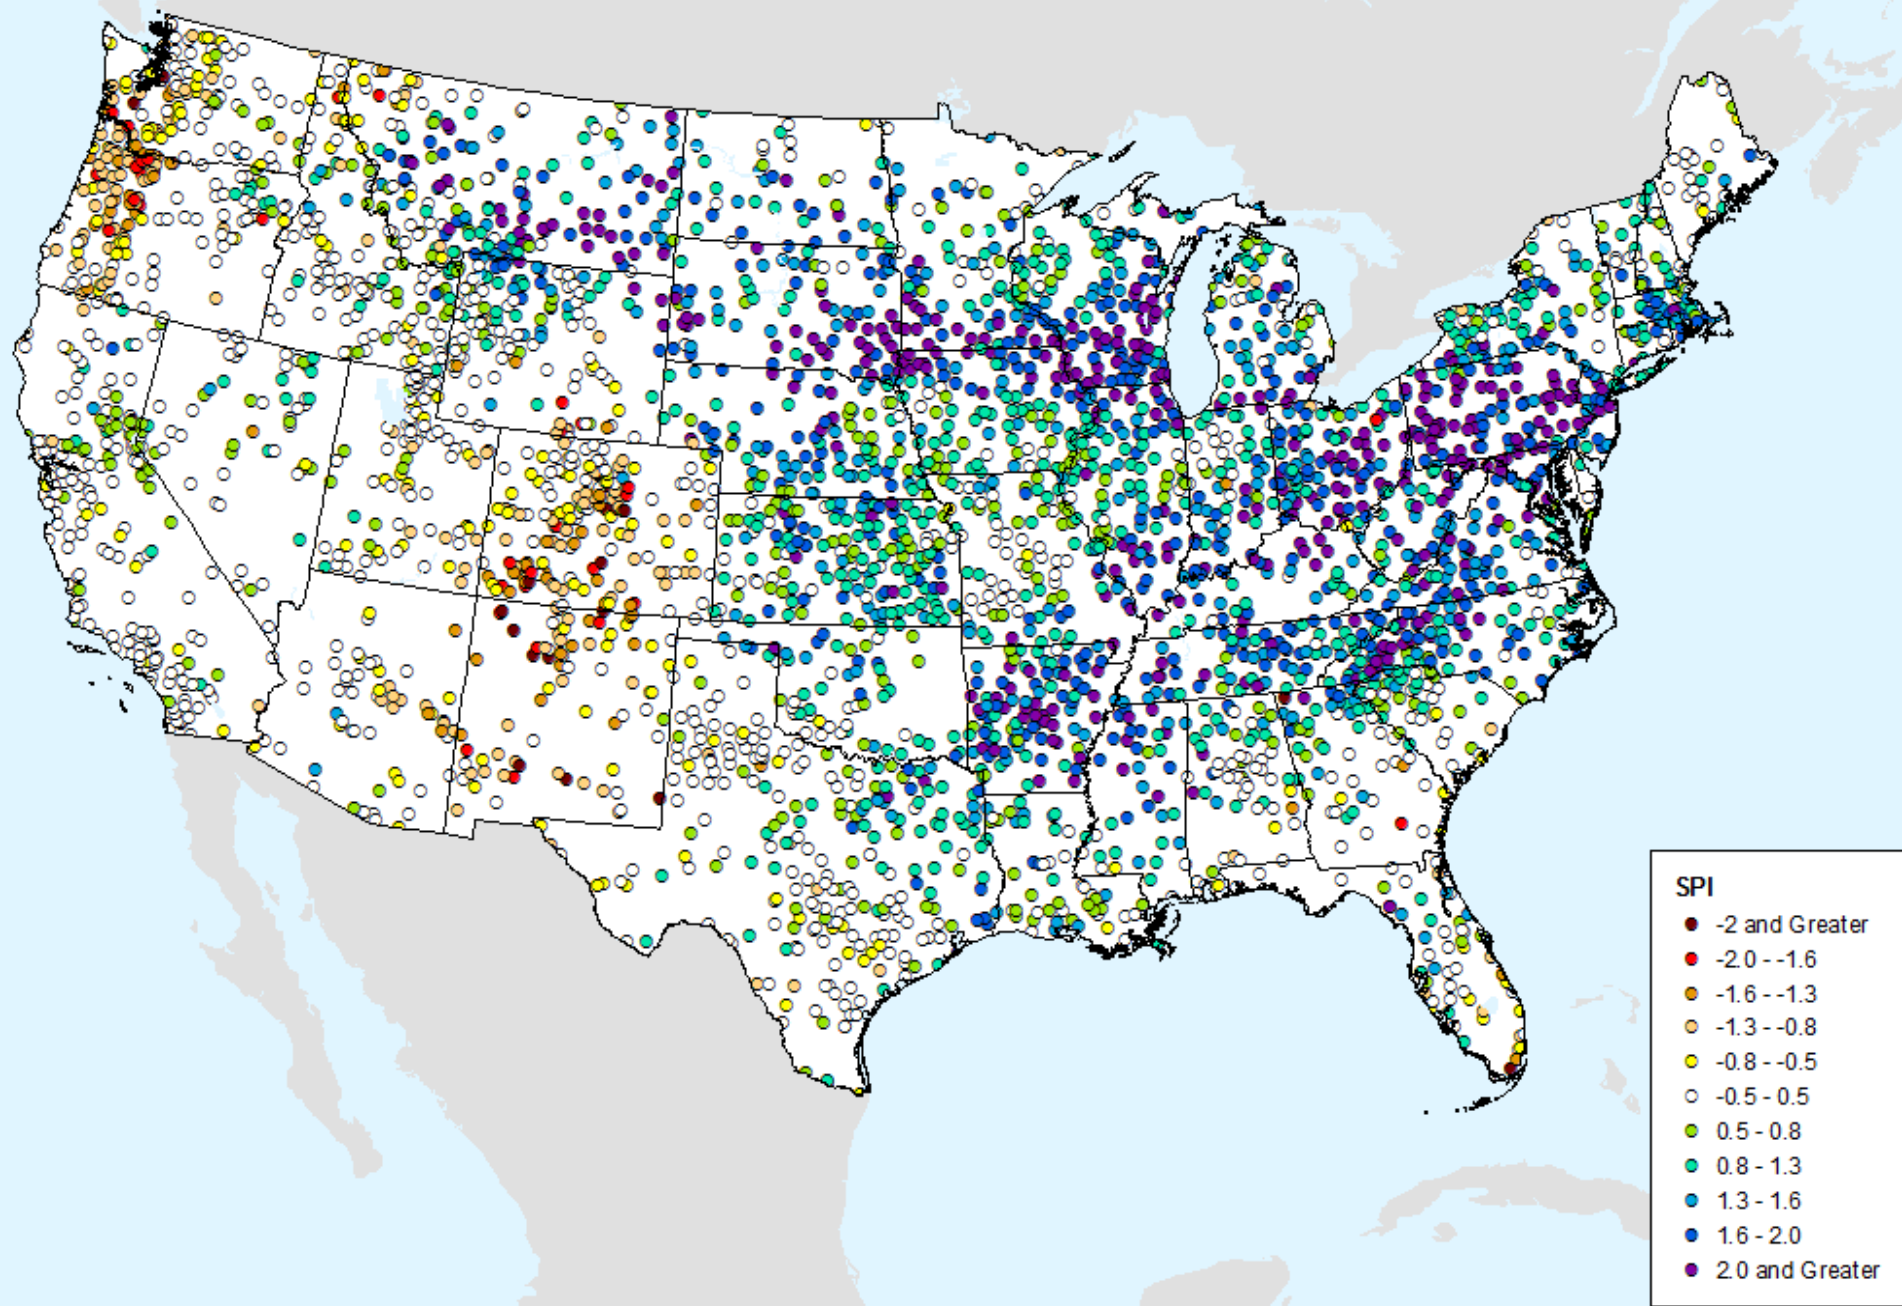 SPI
-2 and Greater
-2.0 - -1.6
-1.6 - -1.3
-1.3 - -0.8
-0.8 - -0.5
-0.5 - 0.5
0.5 - 0.8
0.8 - 1.3
1.3 - 1.6
1.6 - 2.0
2.0 and Greater